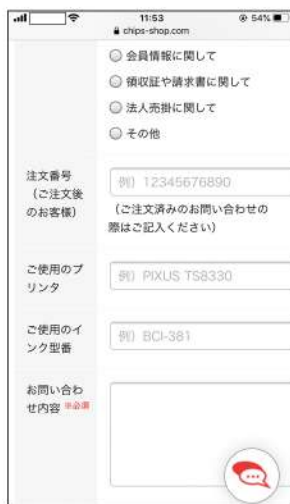 11:53
54%
chips-shop.com
会員情報に関して
領収証や請求書に関して
法人売掛に関して
その他
注文番号
（ご注文後
のお客様）
例）12345676890
（ご注文済みのお問い合わせの
際はご記入ください）
ご使用のプ
リンタ
例）PIXUS TS8330
ご使用のイ
ンク型番
例）BCI-381
お問い合わ
せ内容 ※必須